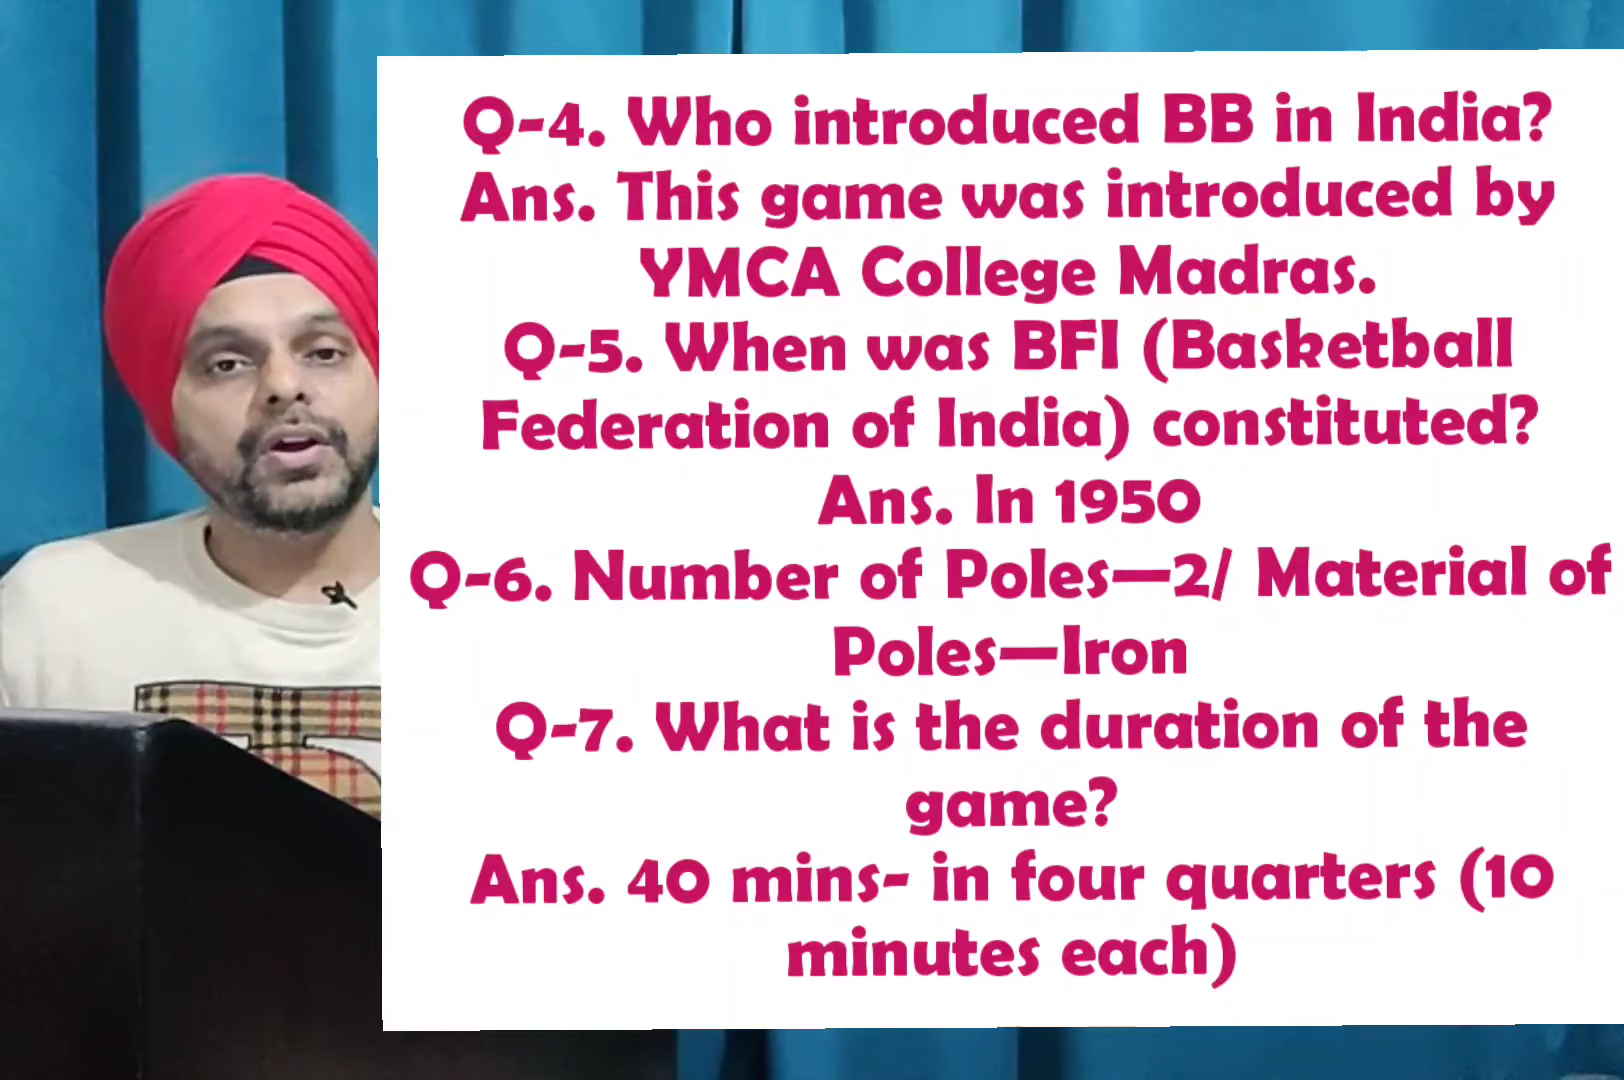 Q-4. Who introduced BB in India?
Ans. This game was introduced by
YMCA College Madras.
Q-5. When was BFI (Basketball
Federation of India) constituted?
Ans. In 1950
Q-6. Number of Poles—2/ Material of
Poles—Iron
Q-7. What is the duration of the
game?
Ans. 40 mins- in four quarters (10
minutes each)